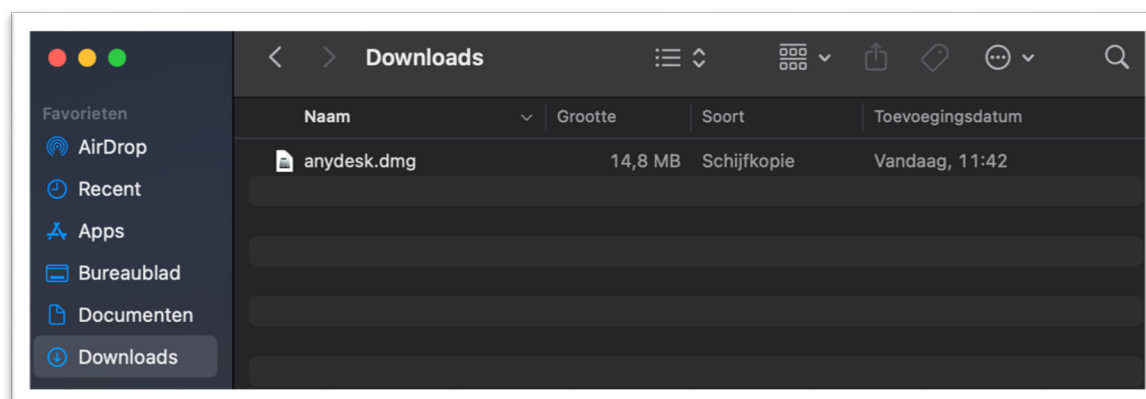 Downloads
Favorieten
AirDrop
Recent
Apps
Bureaublad
Documenten
Downloads
Naam Grootte Soort Toevoegingsdatum
anydesk.dmg 14,8 MB Schijfkopie Vandaag, 11:42